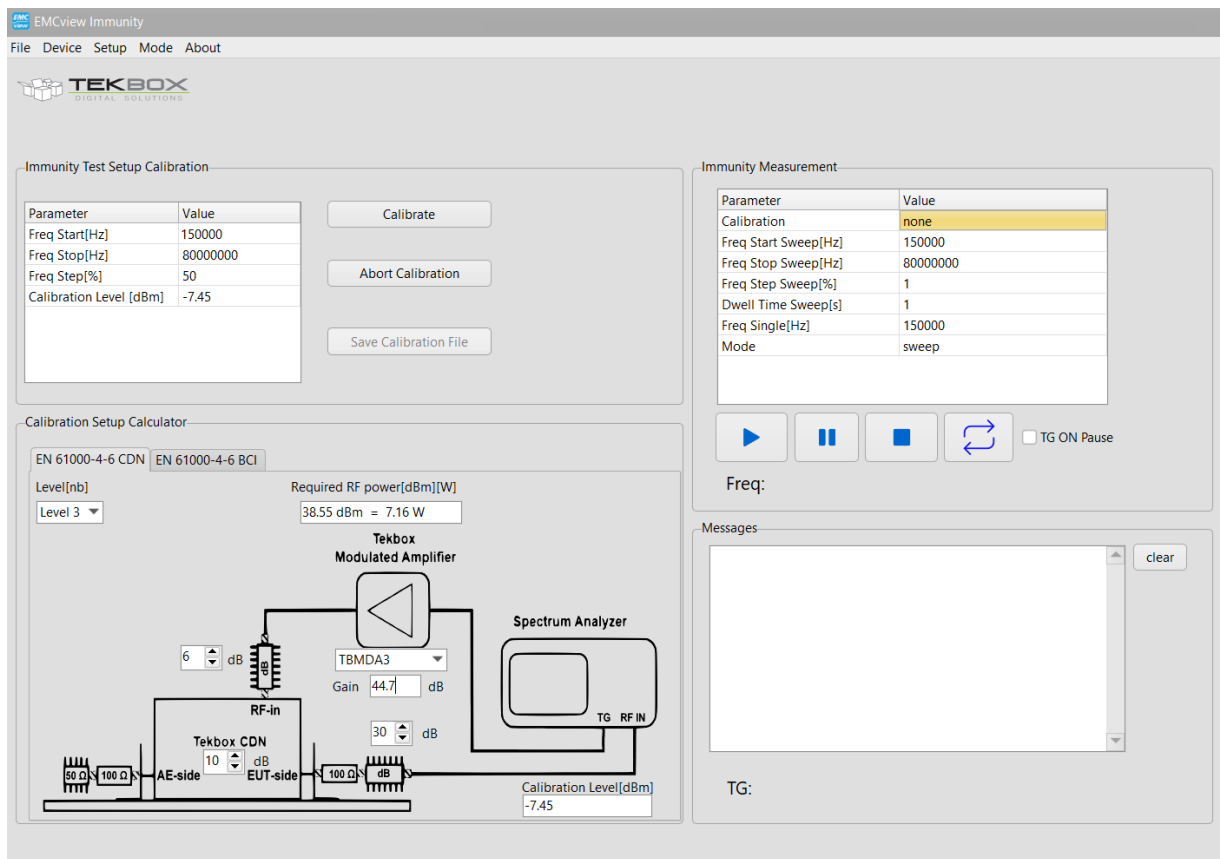 EMC view EMCview Immunity
File Device Setup Mode About
TEKBOX
DIGITAL SOLUTIONS
Immunity Test Setup Calibration
Parameter Value
Freq Start[Hz] 150000
Freq Stop[Hz] 80000000
Freq Step[%] 50
Calibration Level [dBm] -7.45
Calibrate
Abort Calibration
Save Calibration File
Calibration Setup Calculator
EN 61000-4-6 CDN EN 61000-4-6 BCI
Level[nb] Required RF power[dBm][W]
Level 3 38.55 dBm = 7.16 W
Tekbox
Modulated Amplifier
Spectrum Analyzer
6 dB dB
TBMDA3
Gain 44.7 dB
RF-in
TG RF IN
30 dB
Tekbox CDN
10 dB
50 Ω 100 Ω AE-side EUT-side 100 Ω dB
Calibration Level[dBm]
-7.45
Immunity Measurement
Parameter Value
Calibration none
Freq Start Sweep[Hz] 150000
Freq Stop Sweep[Hz] 80000000
Freq Step Sweep[%] 1
Dwell Time Sweep[s] 1
Freq Single[Hz] 150000
Mode sweep
TG ON Pause
Freq:
Messages
clear
TG: